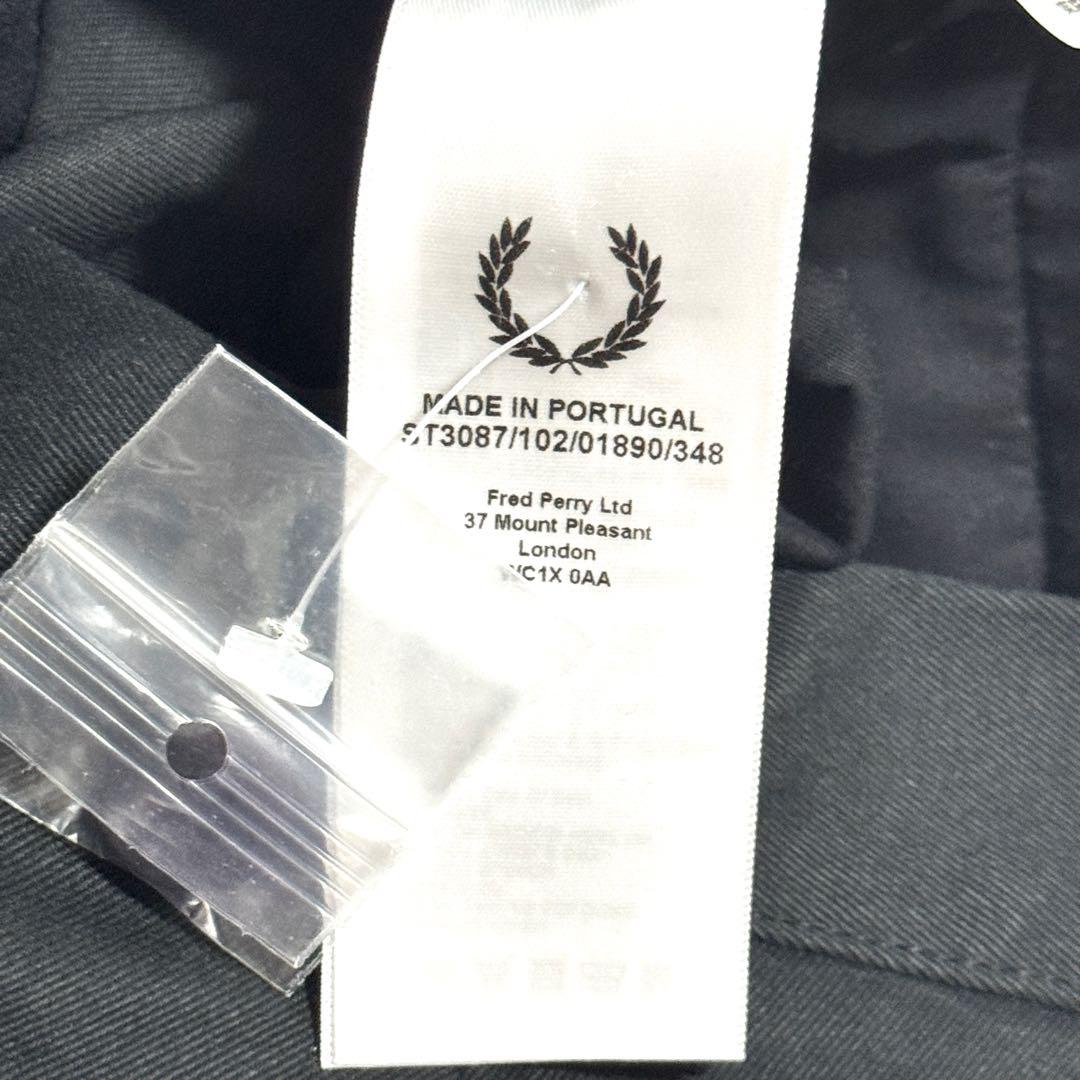 MADE IN PORTUGAL
ST3087/102/01890/348
Fred Perry Ltd
37 Mount Pleasant
London
WC1X 0AA